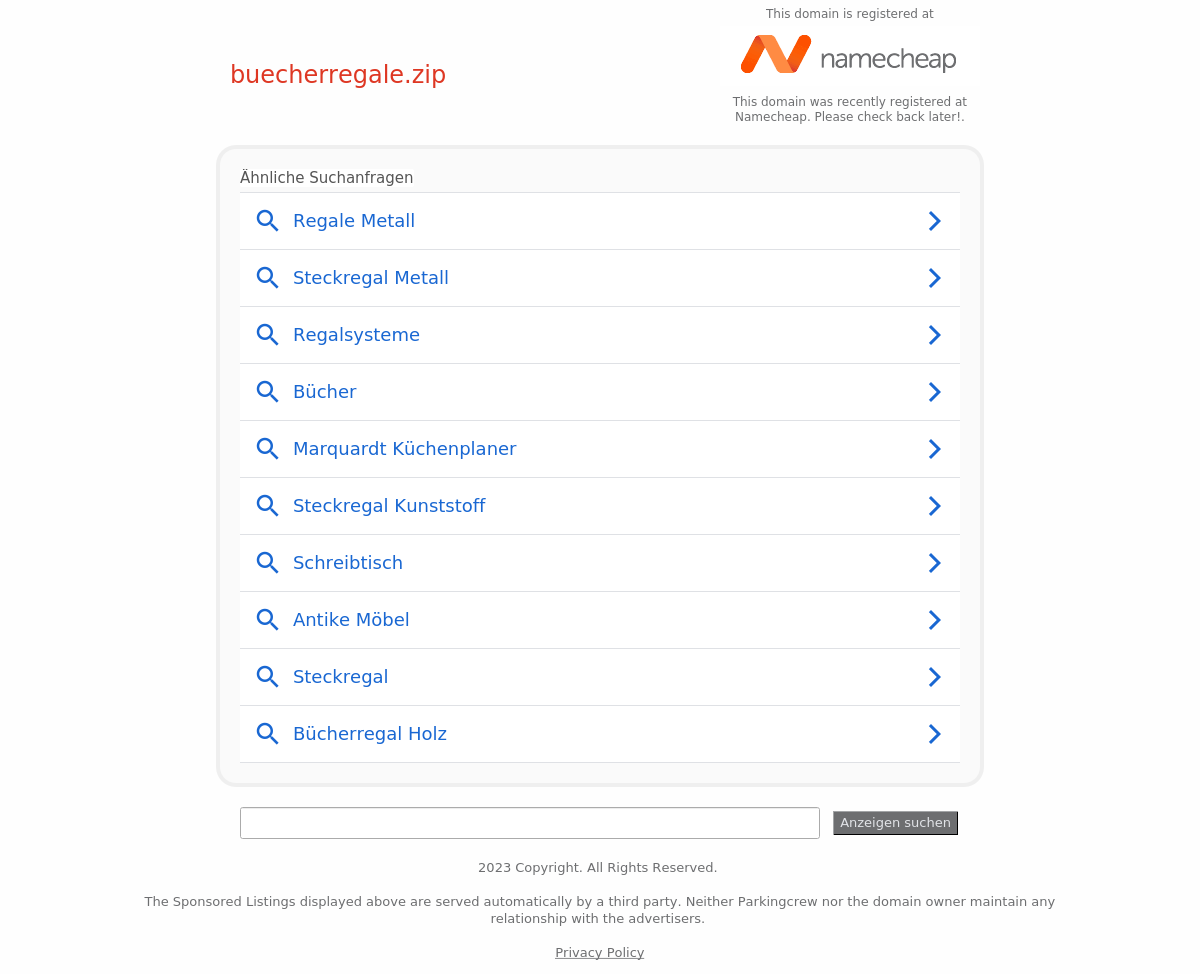 This domain is registered at
namecheap
buecherregale.zip
This domain was recently registered at
Namecheap. Please check back later!.
Ähnliche Suchanfragen
Regale Metall
Steckregal Metall
Regalsysteme
Bücher
Marquardt Küchenplaner
Steckregal Kunststoff
Schreibtisch
Antike Möbel
Steckregal
Bücherregal Holz
Anzeigen suchen
2023 Copyright. All Rights Reserved.
The Sponsored Listings displayed above are served automatically by a third party. Neither Parkingcrew nor the domain owner maintain any
relationship with the advertisers.
Privacy Policy